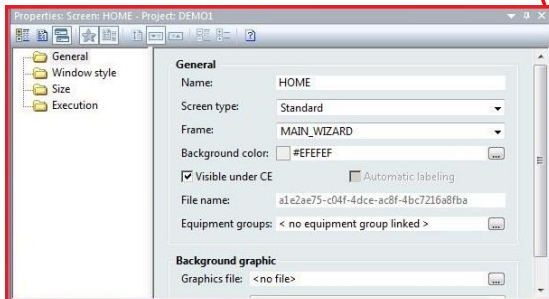 Properties: Screen: HOME - Project: DEMO1
General
Window style
Size
Execution
General
Name: HOME
Screen type: Standard
Frame: MAIN_WIZARD
Background color: #EFEFEF ...
Visible under CE Automatic labeling
File name: a1e2ae75-c04f-4dce-ac8f-4bc7216a8fba
Equipment groups: < no equipment group linked > ...
Background graphic
Graphics file: <no file> ...